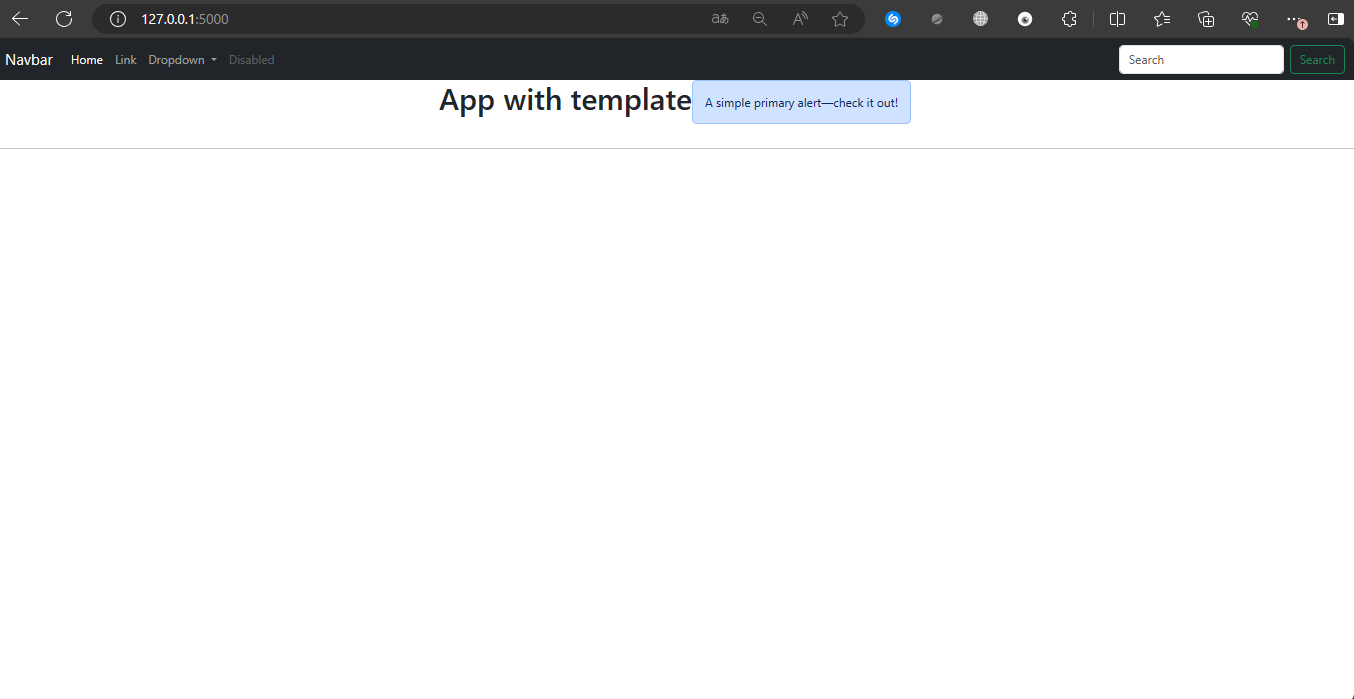 127.0.0.1:5000
Navbar Home Link Dropdown Disabled Search Search
App with template A simple primary alert—check it out!